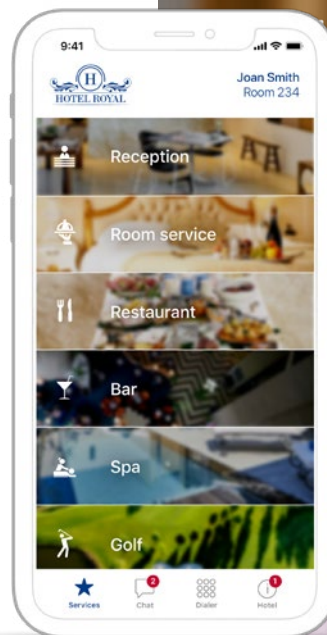 9:41
H
HOTEL ROYAL
Joan Smith
Room 234
Reception
Room service
Restaurant
Bar
Spa
Golf
2
1
Services
Chat
Dialer
Hotel